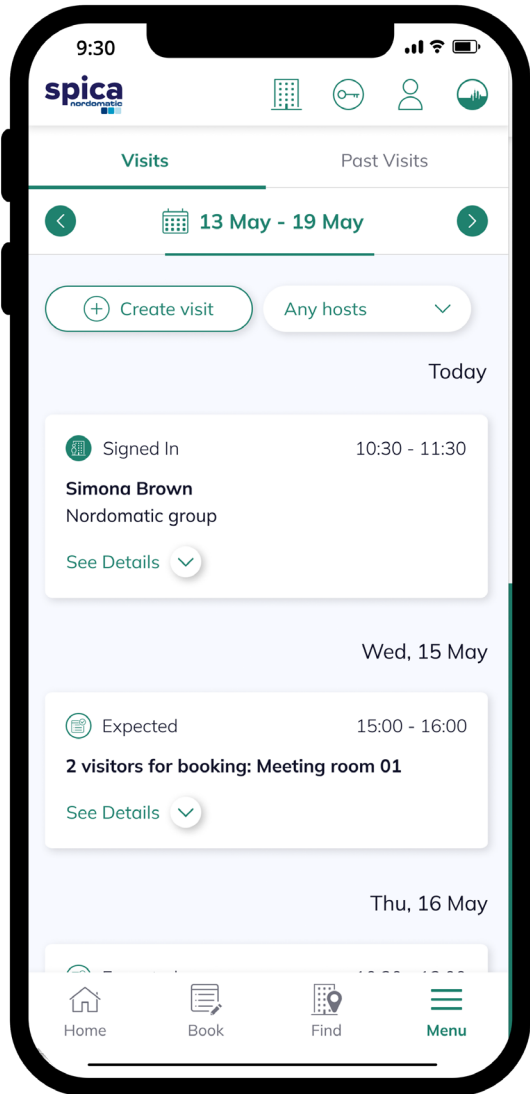 9:30
spica
nordomatic
Visits
Past Visits
13 May - 19 May
Create visit
Any hosts
Today
Signed In
10:30 - 11:30
Simona Brown
Nordomatic group
See Details
Wed, 15 May
Expected
15:00 - 16:00
2 visitors for booking: Meeting room 01
See Details
Thu, 16 May
Home
Book
Find
Menu